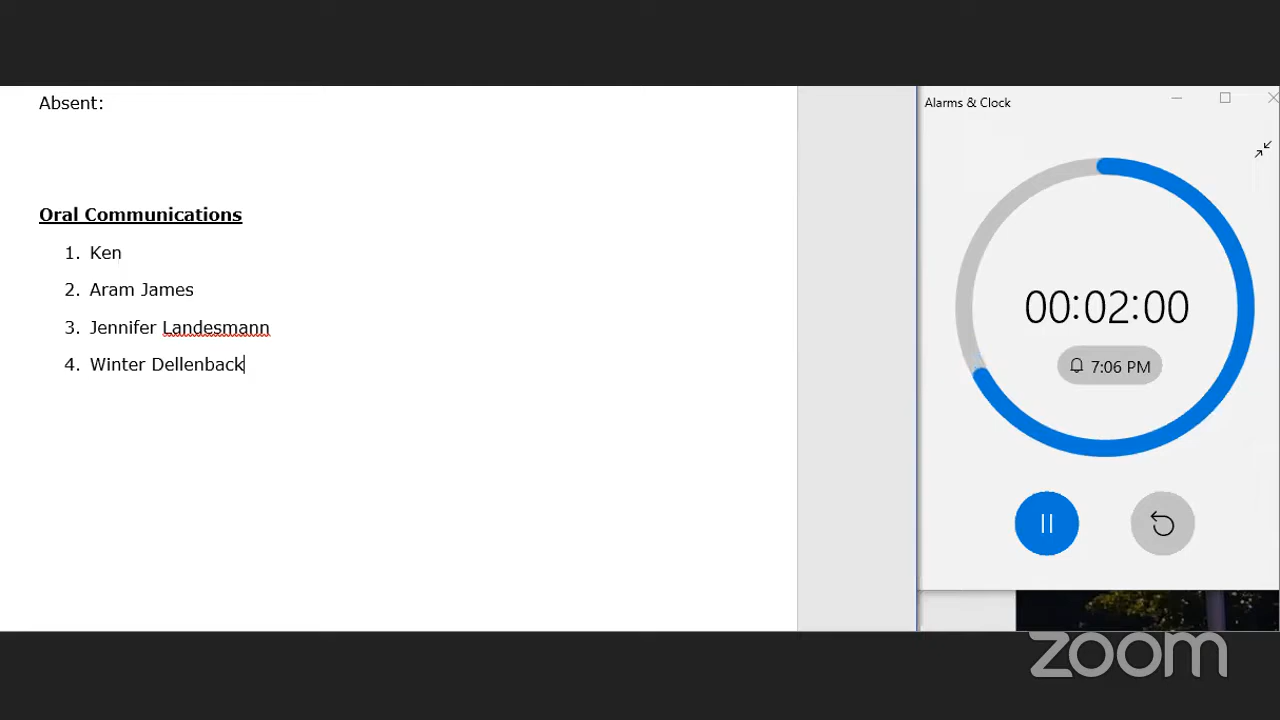 Absent:
Oral Communications
1. Ken
2. Aram James
3. Jennifer Landesmann
4. Winter Dellenback
Alarms & Clock
00:02:00
7:06 PM
zoom